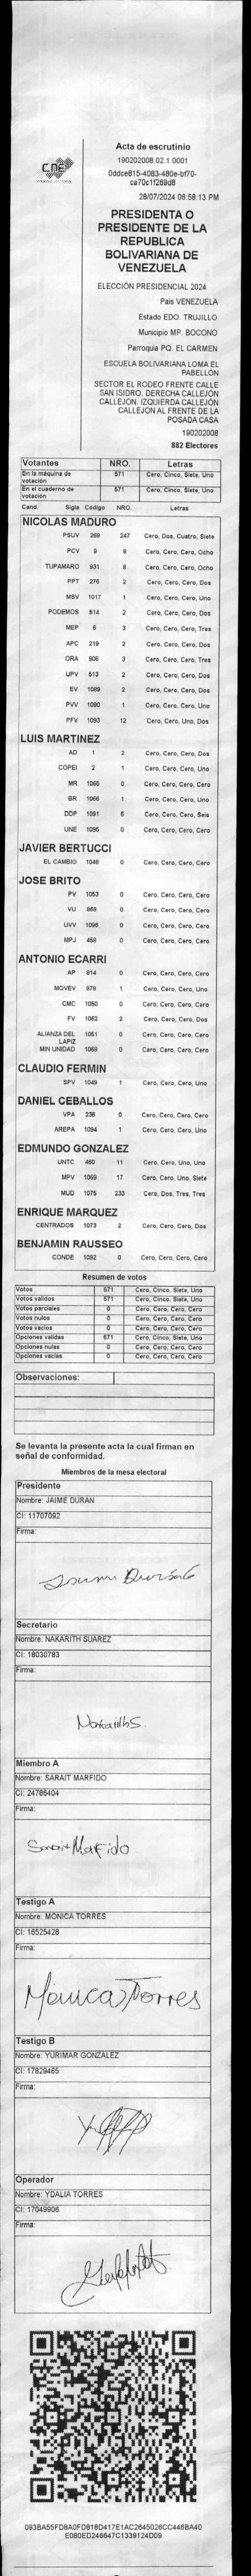 CNE
Acta de escrutinio
190202008.02.1.0001
0ddce815-4083-480e-bf70-
ca70c1f269d8
28/07/2024 06:58:13 PM
PRESIDENTA O
PRESIDENTE DE LA
REPUBLICA
BOLIVARIANA DE
VENEZUELA
ELECCIÓN PRESIDENCIAL 2024
Pais VENEZUELA
Estado EDO. TRUJILLO
Municipio MP. BOCONO
Parroquia PQ. EL CARMEN
ESCUELA BOLIVARIANA LOMA EL
PABELLÓN
SECTOR EL RODEO FRENTE CALLE
SAN ISIDRO. DERECHA CALLEJÓN
CALLEJON. IZQUIERDA CALLEJÓN
CALLEJON AL FRENTE DE LA
POSADA CASA
190202008
882 Electores
Votantes NRO. Letras
En la máquina de votación 571 Cero, Cinco, Siete, Uno
En el cuaderno de votación 571 Cero, Cinco, Siete, Uno
Cand. Sigla Código NRO. Letras
NICOLAS MADURO
PSUV 269 247 Cero, Dos, Cuatro, Siete
PCV 9 8 Cero, Cero, Cero, Ocho
TUPAMARO 931 8 Cero, Cero, Cero, Ocho
PPT 276 2 Cero, Cero, Cero, Dos
MSV 1017 1 Cero, Cero, Cero, Uno
PODEMOS 514 2 Cero, Cero, Cero, Dos
MEP 6 3 Cero, Cero, Cero, Tres
APC 219 2 Cero, Cero, Cero, Dos
ORA 906 3 Cero, Cero, Cero, Tres
UPV 513 2 Cero, Cero, Cero, Dos
EV 1089 2 Cero, Cero, Cero, Dos
PVV 1090 1 Cero, Cero, Cero, Uno
PFV 1093 12 Cero, Cero, Uno, Dos
LUIS MARTINEZ
AD 1 2 Cero, Cero, Cero, Dos
COPEI 2 1 Cero, Cero, Cero, Uno
MR 1065 0 Cero, Cero, Cero, Cero
BR 1066 1 Cero, Cero, Cero, Uno
DDP 1091 6 Cero, Cero, Cero, Seis
UNE 1095 0 Cero, Cero, Cero, Cero
JAVIER BERTUCCI
EL CAMBIO 1048 0 Cero, Cero, Cero, Cero
JOSE BRITO
PV 1053 0 Cero, Cero, Cero, Cero
VU 869 0 Cero, Cero, Cero, Cero
UVV 1096 0 Cero, Cero, Cero, Cero
MPJ 458 0 Cero, Cero, Cero, Cero
ANTONIO ECARRI
AP 814 0 Cero, Cero, Cero, Cero
MOVEV 878 1 Cero, Cero, Cero, Uno
CMC 1050 0 Cero, Cero, Cero, Cero
FV 1062 2 Cero, Cero, Cero, Dos
ALIANZA DEL LAPIZ 1051 0 Cero, Cero, Cero, Cero
MIN UNIDAD 1068 0 Cero, Cero, Cero, Cero
CLAUDIO FERMIN
SPV 1049 1 Cero, Cero, Cero, Uno
DANIEL CEBALLOS
VPA 236 0 Cero, Cero, Cero, Cero
AREPA 1094 1 Cero, Cero, Cero, Uno
EDMUNDO GONZALEZ
UNTC 460 11 Cero, Cero, Uno, Uno
MPV 1069 17 Cero, Cero, Uno, Siete
MUD 1075 233 Cero, Dos, Tres, Tres
ENRIQUE MARQUEZ
CENTRADOS 1073 2 Cero, Cero, Cero, Dos
BENJAMIN RAUSSEO
CONDE 1092 0 Cero, Cero, Cero, Cero
Resumen de votos
Votos 571 Cero, Cinco, Siete, Uno
Votos validos 571 Cero, Cinco, Siete, Uno
Votos parciales 0 Cero, Cero, Cero, Cero
Votos nulos 0 Cero, Cero, Cero, Cero
Votos vacios 0 Cero, Cero, Cero, Cero
Opciones validas 571 Cero, Cinco, Siete, Uno
Opciones nulas 0 Cero, Cero, Cero, Cero
Opciones vacias 0 Cero, Cero, Cero, Cero
Observaciones:
Se levanta la presente acta la cual firman en
señal de conformidad.
Miembros de la mesa electoral
Presidente
Nombre: JAIME DURAN
CI: 11707092
Firma:
Secretario
Nombre: NAKARITH SUAREZ
CI: 18030783
Firma:
Nakarith S.
Miembro A
Nombre: SARAIT MARFIDO
CI: 24786404
Firma:
Sarait Marfido
Testigo A
Nombre: MONICA TORRES
CI: 16525428
Firma:
Monica Torres
Testigo B
Nombre: YURIMAR GONZALEZ
CI: 17829465
Firma:
Operador
Nombre: YDALIA TORRES
CI: 17049906
Firma:
093BA55FD8A0FD818D417E1AC2645026CC446BA40
E080ED246647C1339124D09